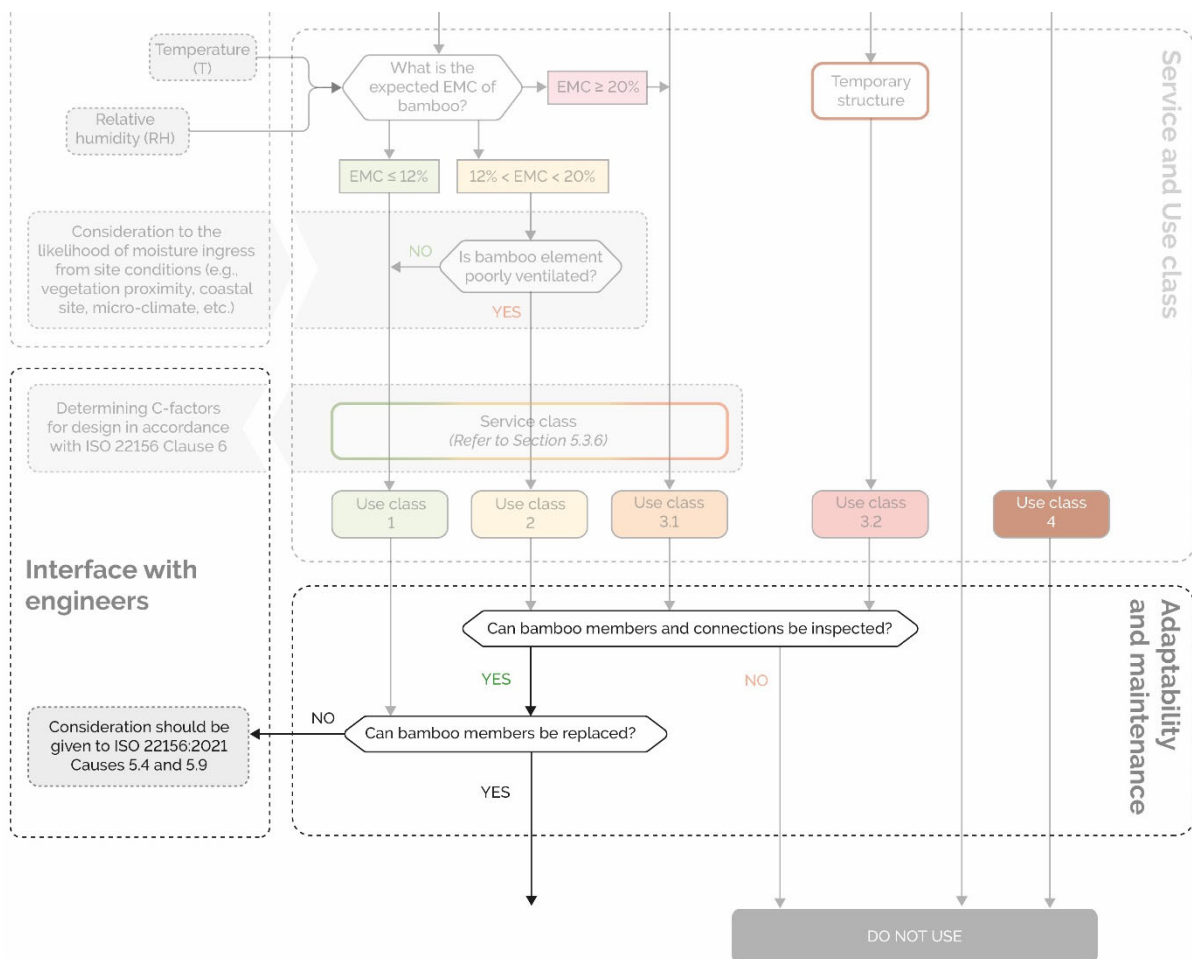 Temperature
(T)
Relative
humidity (RH)
What is the
expected EMC of
bamboo?
EMC ≥ 20%
Temporary
structure
Service and Use class
EMC ≤ 12%
12% < EMC < 20%
Consideration to the
likelihood of moisture ingress
from site conditions (e.g.,
vegetation proximity, coastal
site, micro-climate, etc.)
NO
Is bamboo element
poorly ventilated?
YES
Determining C-factors
for design in accordance
with ISO 22156 Clause 6
Service class
(Refer to Section 5.3.6)
Use class
1
Use class
2
Use class
3.1
Use class
3.2
Use class
4
Interface with
engineers
Can bamboo members and connections be inspected?
YES
NO
Adaptability
and maintenance
Consideration should be
given to ISO 22156:2021
Causes 5.4 and 5.9
NO
Can bamboo members be replaced?
YES
DO NOT USE